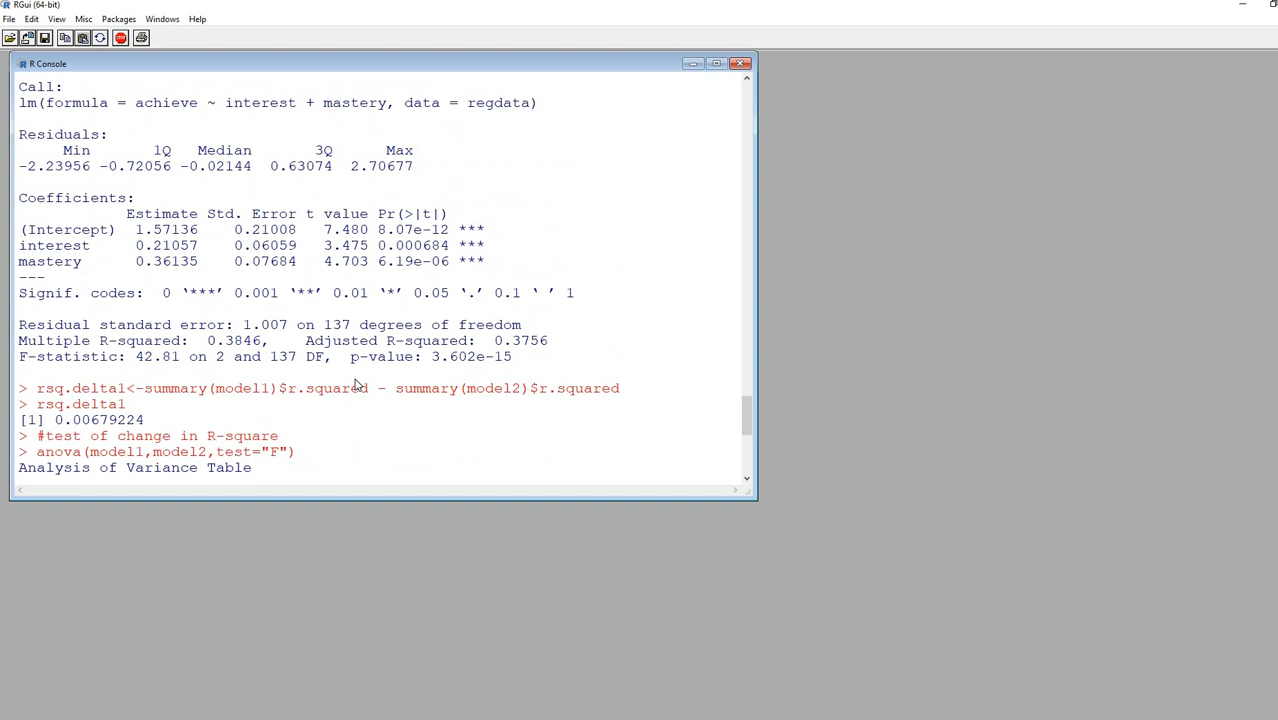 RGui (64-bit)
File Edit View Misc Packages Windows Help
STOP
R Console
Call:
lm(formula = achieve ~ interest + mastery, data = regdata)
Residuals:
     Min       1Q   Median       3Q      Max
-2.23956 -0.72056 -0.02144  0.63074  2.70677
Coefficients:
            Estimate Std. Error t value Pr(>|t|)
(Intercept)  1.57136    0.21008   7.480 8.07e-12 ***
interest     0.21057    0.06059   3.475 0.000684 ***
mastery      0.36135    0.07684   4.703 6.19e-06 ***
---
Signif. codes:  0 ‘***’ 0.001 ‘**’ 0.01 ‘*’ 0.05 ‘.’ 0.1 ‘ ’ 1
Residual standard error: 1.007 on 137 degrees of freedom
Multiple R-squared:  0.3846,    Adjusted R-squared:  0.3756
F-statistic: 42.81 on 2 and 137 DF,  p-value: 3.602e-15
> rsq.delta1<-summary(model1)$r.squared - summary(model2)$r.squared
> rsq.delta1
[1] 0.00679224
> #test of change in R-square
> anova(model1,model2,test="F")
Analysis of Variance Table